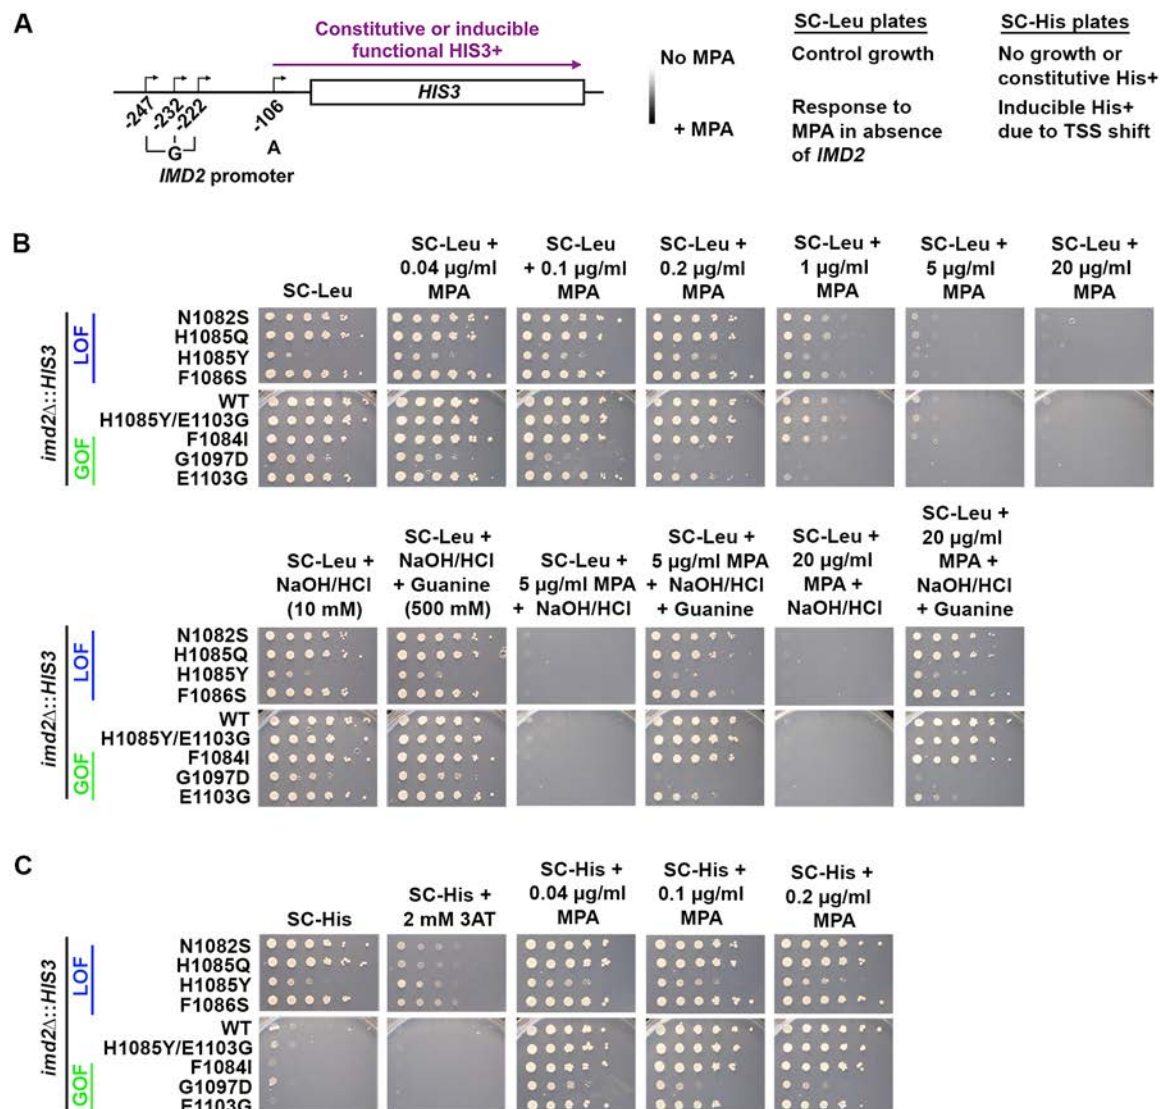 A
Constitutive or inducible
functional HIS3+
-247
-232
-222
-106
HIS3
G
A
IMD2 promoter
No MPA
+ MPA
SC-Leu plates
Control growth
Response to
MPA in absence
of IMD2
SC-His plates
No growth or
constitutive His+
Inducible His+
due to TSS shift
B
SC-Leu
SC-Leu +
0.04 µg/ml
MPA
SC-Leu
+ 0.1 µg/ml
MPA
SC-Leu +
0.2 µg/ml
MPA
SC-Leu +
1 µg/ml
MPA
SC-Leu +
5 µg/ml
MPA
SC-Leu +
20 µg/ml
MPA
imd2Δ::HIS3
LOF
GOF
N1082S
H1085Q
H1085Y
F1086S
WT
H1085Y/E1103G
F1084I
G1097D
E1103G
SC-Leu +
NaOH/HCl
(10 mM)
SC-Leu +
NaOH/HCl
+ Guanine
(500 mM)
SC-Leu +
5 µg/ml MPA
+ NaOH/HCl
SC-Leu +
5 µg/ml MPA
+ NaOH/HCl
+ Guanine
SC-Leu +
20 µg/ml
MPA +
NaOH/HCl
SC-Leu +
20 µg/ml
MPA +
NaOH/HCl
+ Guanine
imd2Δ::HIS3
LOF
GOF
N1082S
H1085Q
H1085Y
F1086S
WT
H1085Y/E1103G
F1084I
G1097D
E1103G
C
SC-His
SC-His +
2 mM 3AT
SC-His +
0.04 µg/ml
MPA
SC-His +
0.1 µg/ml
MPA
SC-His +
0.2 µg/ml
MPA
imd2Δ::HIS3
LOF
GOF
N1082S
H1085Q
H1085Y
F1086S
WT
H1085Y/E1103G
F1084I
G1097D
E1103G